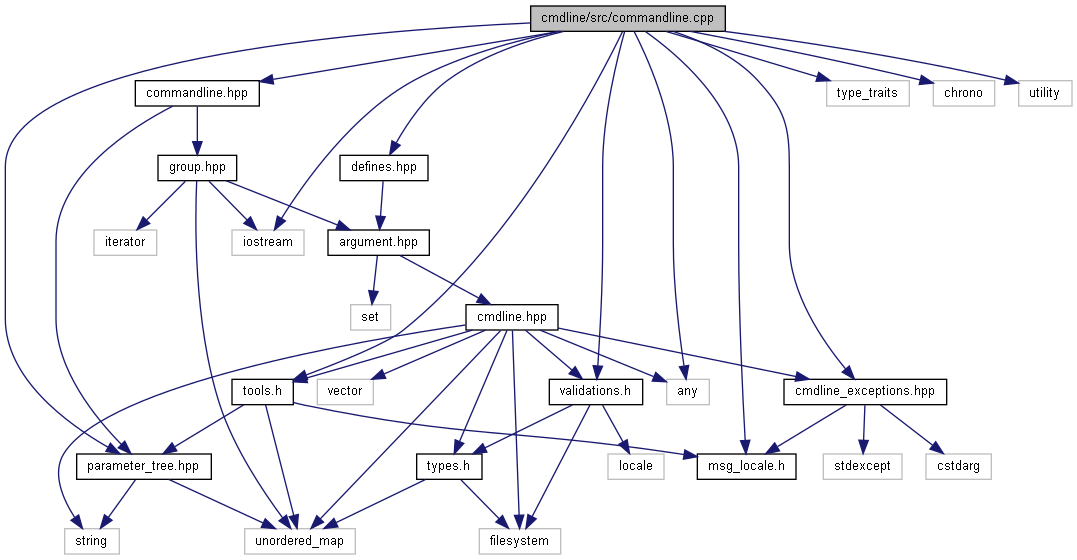 cmdline/src/commandline.cpp
commandline.hpp
type_traits
chrono
utility
group.hpp
defines.hpp
iterator
iostream
argument.hpp
set
cmdline.hpp
tools.h
vector
validations.h
any
cmdline_exceptions.hpp
parameter_tree.hpp
types.h
locale
msg_locale.h
stdexcept
cstdarg
string
unordered_map
filesystem